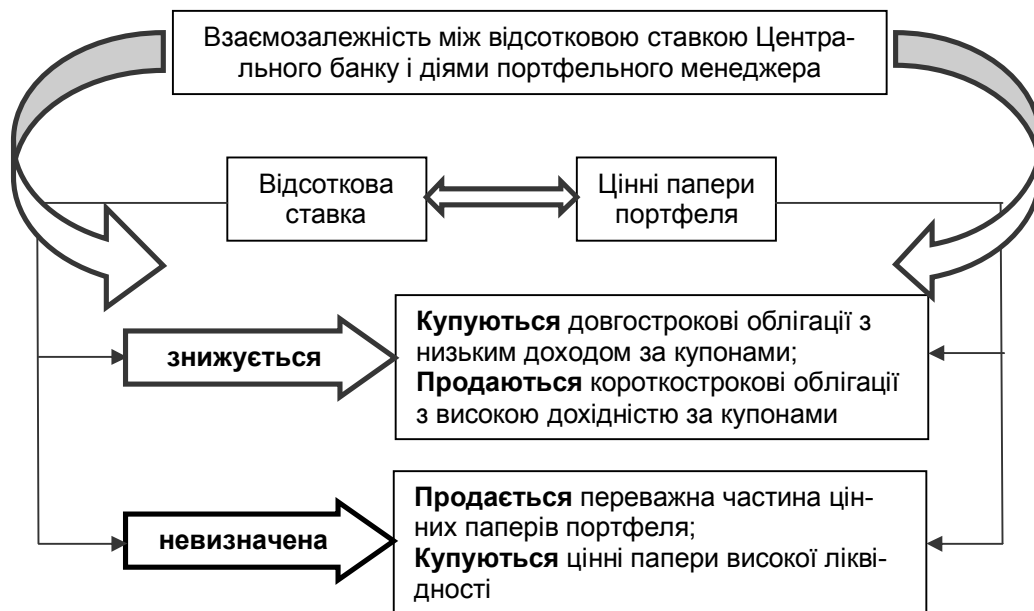 Взаємозалежність між відсотковою ставкою Центра-
льного банку і діями портфельного менеджера
Відсоткова
ставка
Цінні папери
портфеля
знижується
Купуються довгострокові облігації з
низьким доходом за купонами;
Продаються короткострокові облігації
з високою дохідністю за купонами
невизначена
Продається переважна частина цін-
них паперів портфеля;
Купуються цінні папери високої лікві-
дності